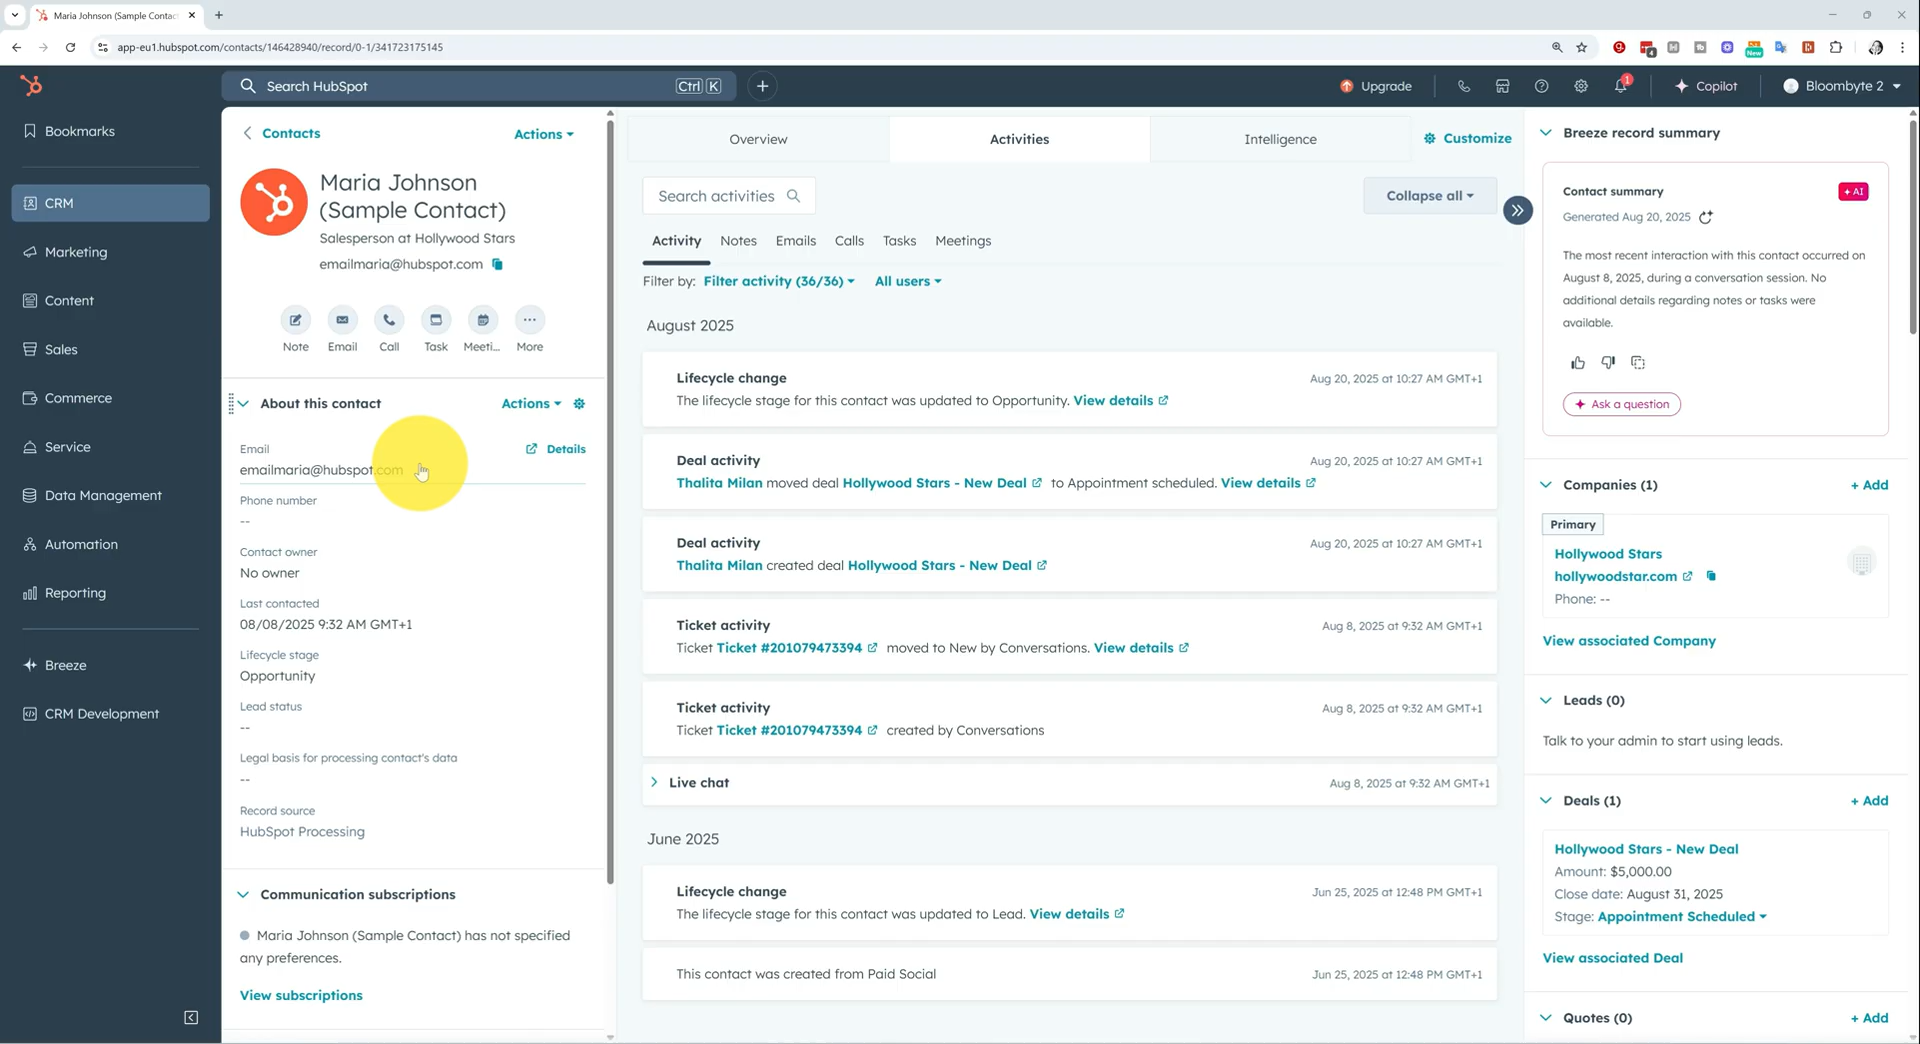 Maria Johnson (Sample Contac
app-eu1.hubspot.com/contacts/146428940/record/0-1/341723175145
New
Search HubSpot
Ctrl K
Upgrade
1
Copilot
Bloombyte 2
Bookmarks
CRM
Marketing
Content
Sales
Commerce
Service
Data Management
Automation
Reporting
Breeze
CRM Development
Contacts
Actions
Maria Johnson
(Sample Contact)
Salesperson at Hollywood Stars
emailmaria@hubspot.com
Note
Email
Call
Task
Meeti...
More
About this contact
Actions
Email
Details
emailmaria@hubspot.com
Phone number
--
Contact owner
No owner
Last contacted
08/08/2025 9:32 AM GMT+1
Lifecycle stage
Opportunity
Lead status
--
Legal basis for processing contact's data
--
Record source
HubSpot Processing
Communication subscriptions
Maria Johnson (Sample Contact) has not specified
any preferences.
View subscriptions
Overview
Activities
Intelligence
Customize
Search activities
Collapse all
Activity
Notes
Emails
Calls
Tasks
Meetings
Filter by: Filter activity (36/36) All users
August 2025
Lifecycle change
Aug 20, 2025 at 10:27 AM GMT+1
The lifecycle stage for this contact was updated to Opportunity. View details
Deal activity
Aug 20, 2025 at 10:27 AM GMT+1
Thalita Milan moved deal Hollywood Stars - New Deal to Appointment scheduled. View details
Deal activity
Aug 20, 2025 at 10:27 AM GMT+1
Thalita Milan created deal Hollywood Stars - New Deal
Ticket activity
Aug 8, 2025 at 9:32 AM GMT+1
Ticket Ticket #201079473394 moved to New by Conversations. View details
Ticket activity
Aug 8, 2025 at 9:32 AM GMT+1
Ticket Ticket #201079473394 created by Conversations
Live chat
Aug 8, 2025 at 9:32 AM GMT+1
June 2025
Lifecycle change
Jun 25, 2025 at 12:48 PM GMT+1
The lifecycle stage for this contact was updated to Lead. View details
This contact was created from Paid Social
Jun 25, 2025 at 12:48 PM GMT+1
Breeze record summary
Contact summary
AI
Generated Aug 20, 2025
The most recent interaction with this contact occurred on
August 8, 2025, during a conversation session. No
additional details regarding notes or tasks were
available.
Ask a question
Companies (1)
+ Add
Primary
Hollywood Stars
hollywoodstar.com
Phone: --
View associated Company
Leads (0)
Talk to your admin to start using leads.
Deals (1)
+ Add
Hollywood Stars - New Deal
Amount: $5,000.00
Close date: August 31, 2025
Stage: Appointment Scheduled
View associated Deal
Quotes (0)
+ Add